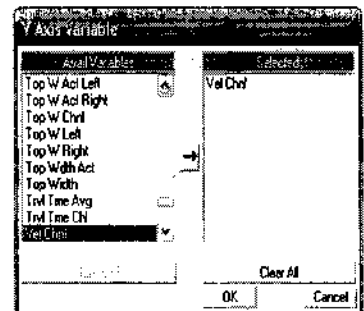 Y Axis Variable
Avail Variables
Selected
Top W Act Left
Top W Act Right
Top W Chnl
Top W Left
Top W Right
Top Wdth Act
Top Width
Trvl Tme Avg
Trvl Tme Chl
Vel Chnl
Vel Chnl
Clear All
OK
Cancel